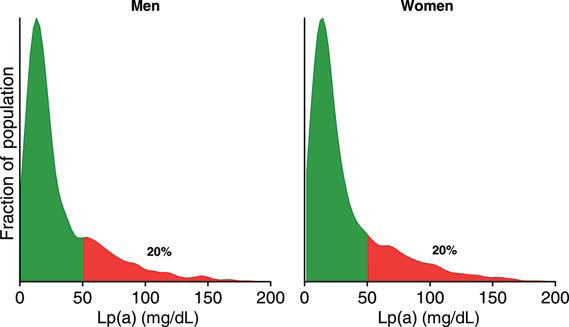 Men
Women
Fraction of population
20%
20%
0 50 100 150 200
0 50 100 150 200
Lp(a) (mg/dL)
Lp(a) (mg/dL)